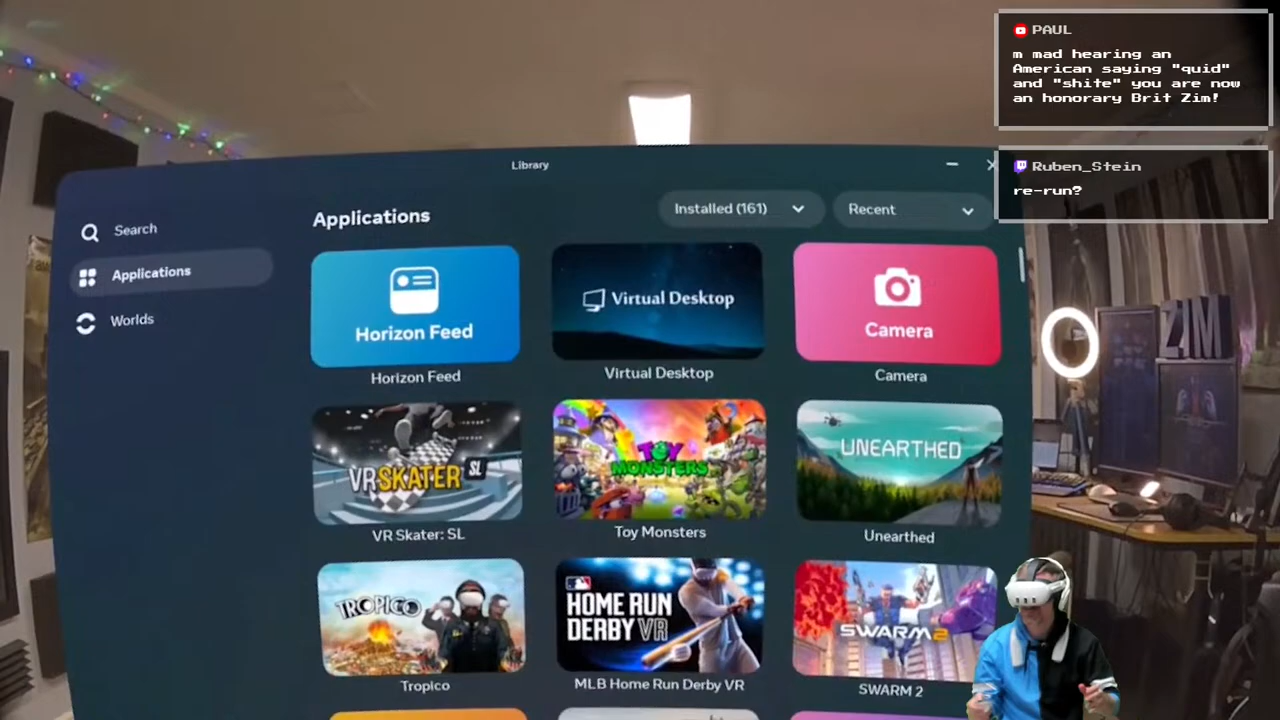 PAUL
m mad hearing an
American saying "quid"
and "shite" you are now
an honorary Brit Zim!
Ruben_Stein
re-run?
Library
Search
Applications
Worlds
Applications
Installed (161)
Recent
Horizon Feed
Virtual Desktop
Camera
Horizon Feed
Virtual Desktop
Camera
VRSKATER SL
TOY
MONSTERS
UNEARTHED
VR Skater: SL
Toy Monsters
Unearthed
TROPICO
HOME RUN
DERBY VR
SWARM 2
Tropico
MLB Home Run Derby VR
SWARM 2
ZIM